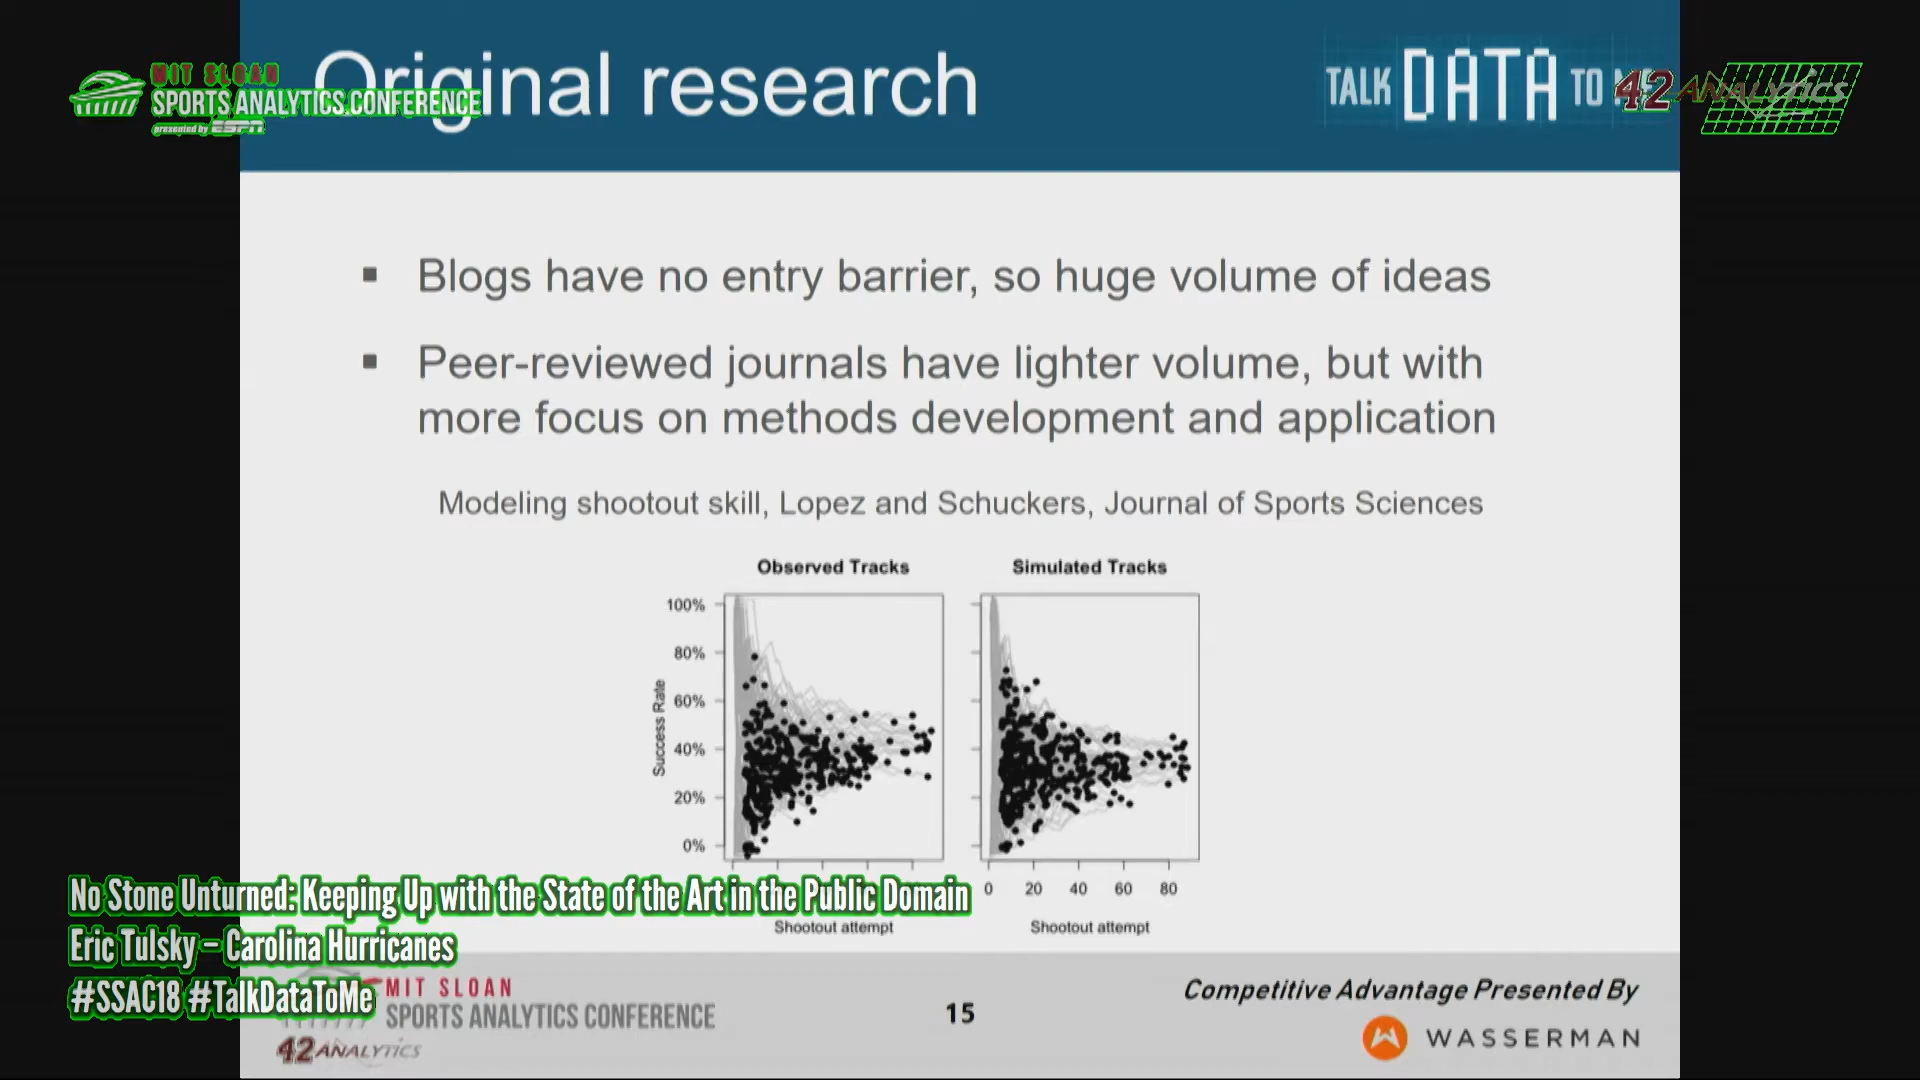 Original research
MIT SLOAN
SPORTS ANALYTICS CONFERENCE
presented by ESPN
TALK DATA TO ME
42 ANALYTICS
▪ Blogs have no entry barrier, so huge volume of ideas
▪ Peer-reviewed journals have lighter volume, but with
more focus on methods development and application
Modeling shootout skill, Lopez and Schuckers, Journal of Sports Sciences
Observed Tracks
Simulated Tracks
100%
80%
60%
40%
20%
0%
Success Rate
0 20 40 60 80
Shootout attempt
Shootout attempt
No Stone Unturned: Keeping Up with the State of the Art in the Public Domain
Eric Tulsky – Carolina Hurricanes
#SSAC18 #TalkDataToMe
MIT SLOAN
SPORTS ANALYTICS CONFERENCE
42 ANALYTICS
15
Competitive Advantage Presented By
WASSERMAN